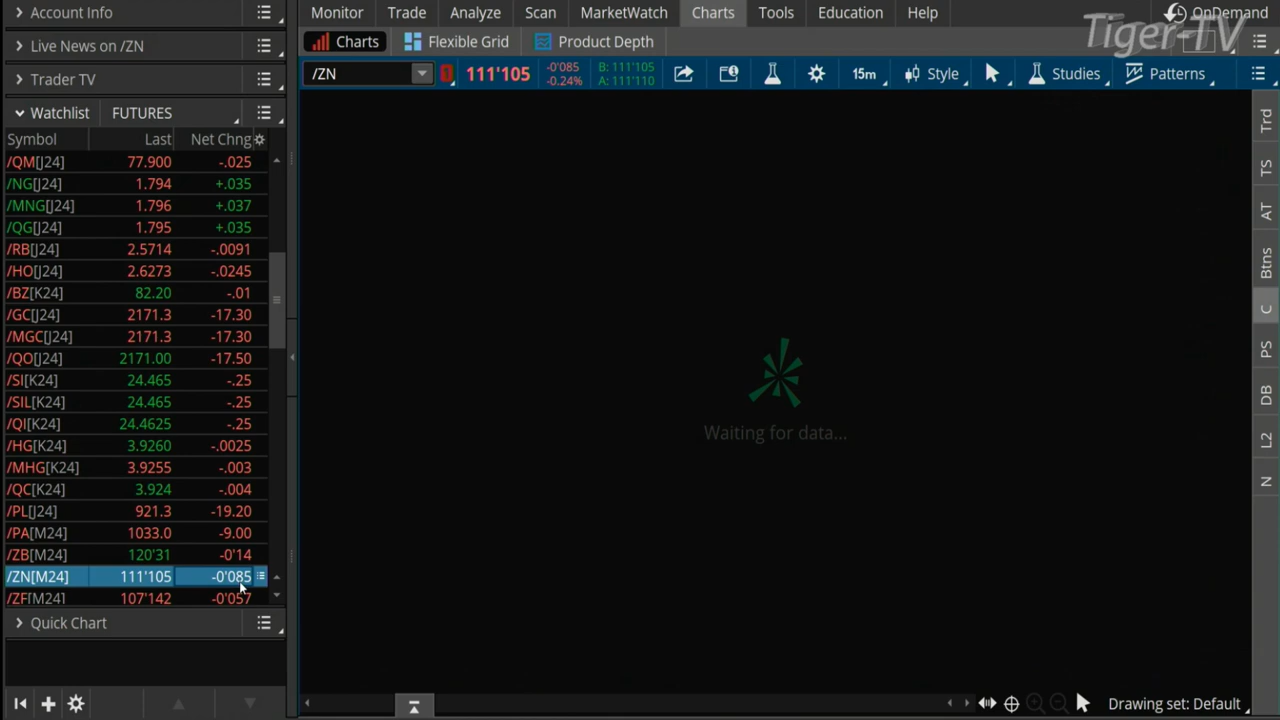 Account Info
Live News on /ZN
Trader TV
Watchlist FUTURES
Symbol Last Net Chng
/QM[J24] 77.900 -.025
/NG[J24] 1.794 +.035
/MNG[J24] 1.796 +.037
/QG[J24] 1.795 +.035
/RB[J24] 2.5714 -.0091
/HO[J24] 2.6273 -.0245
/BZ[K24] 82.20 -.01
/GC[J24] 2171.3 -17.30
/MGC[J24] 2171.3 -17.30
/QO[J24] 2171.00 -17.50
/SI[K24] 24.465 -.25
/SIL[K24] 24.465 -.25
/QI[K24] 24.4625 -.25
/HG[K24] 3.9260 -.0025
/MHG[K24] 3.9255 -.003
/QC[K24] 3.924 -.004
/PL[J24] 921.3 -19.20
/PA[M24] 1033.0 -9.00
/ZB[M24] 120'31 -0'14
/ZN[M24] 111'105 -0'085
/ZF[M24] 107'142 -0'057
Quick Chart
Monitor Trade Analyze Scan MarketWatch Charts Tools Education Help OnDemand
Tiger-TV
Charts Flexible Grid Product Depth
/ZN 1 111'105 -0'085 B: 111'105 15m Style Studies Patterns
-0.24% A: 111'110
Waiting for data...
Trd
TS
AT
Btns
C
PS
DB
L2
N
Drawing set: Default